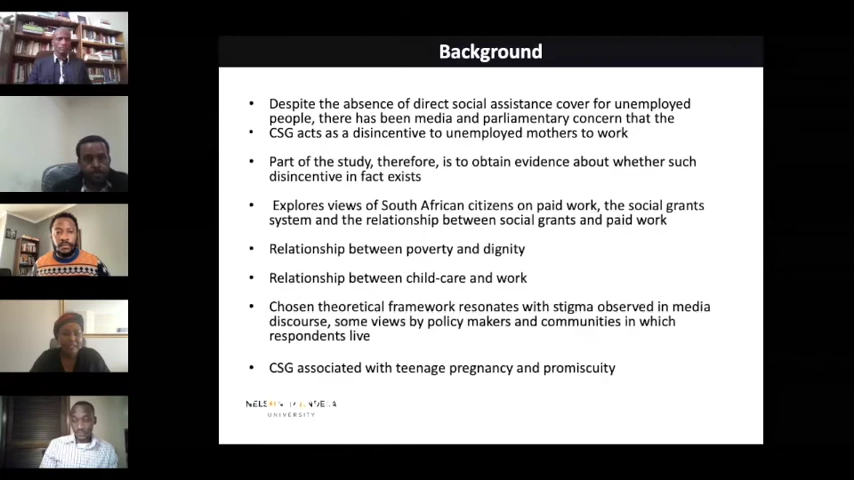 Background
• Despite the absence of direct social assistance cover for unemployed
people, there has been media and parliamentary concern that the
• CSG acts as a disincentive to unemployed mothers to work
• Part of the study, therefore, is to obtain evidence about whether such
disincentive in fact exists
• Explores views of South African citizens on paid work, the social grants
system and the relationship between social grants and paid work
• Relationship between poverty and dignity
• Relationship between child-care and work
• Chosen theoretical framework resonates with stigma observed in media
discourse, some views by policy makers and communities in which
respondents live
• CSG associated with teenage pregnancy and promiscuity
NELSON MANDELA
UNIVERSITY